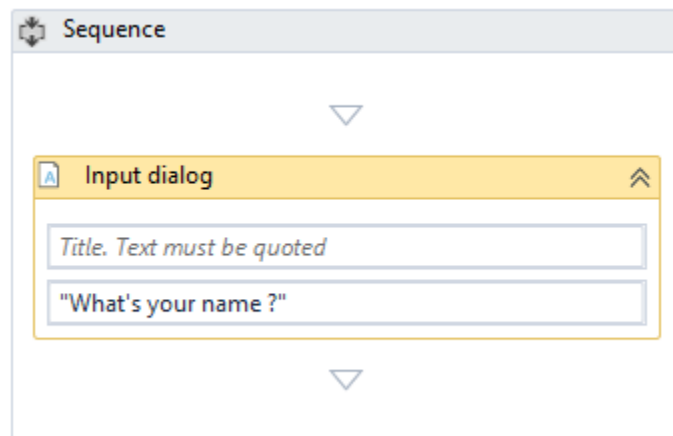 Sequence
Input dialog
Title. Text must be quoted
"What's your name ?"